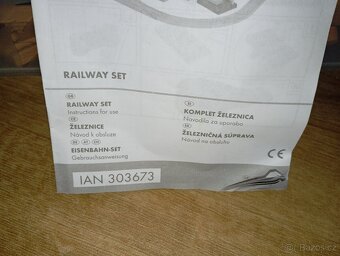 RAILWAY SET
GB
RAILWAY SET
Instructions for use
CZ
ŽELEZNICE
Návod k obsluze
DE AT CH
EISENBAHN-SET
Gebrauchsanweisung
SI
KOMPLET ŽELEZNICA
Navodilo za uporabo
SK
ŽELEZNIČNÁ SÚPRAVA
Návod na obsluhu
CE
IAN 303673
Bazos.cz